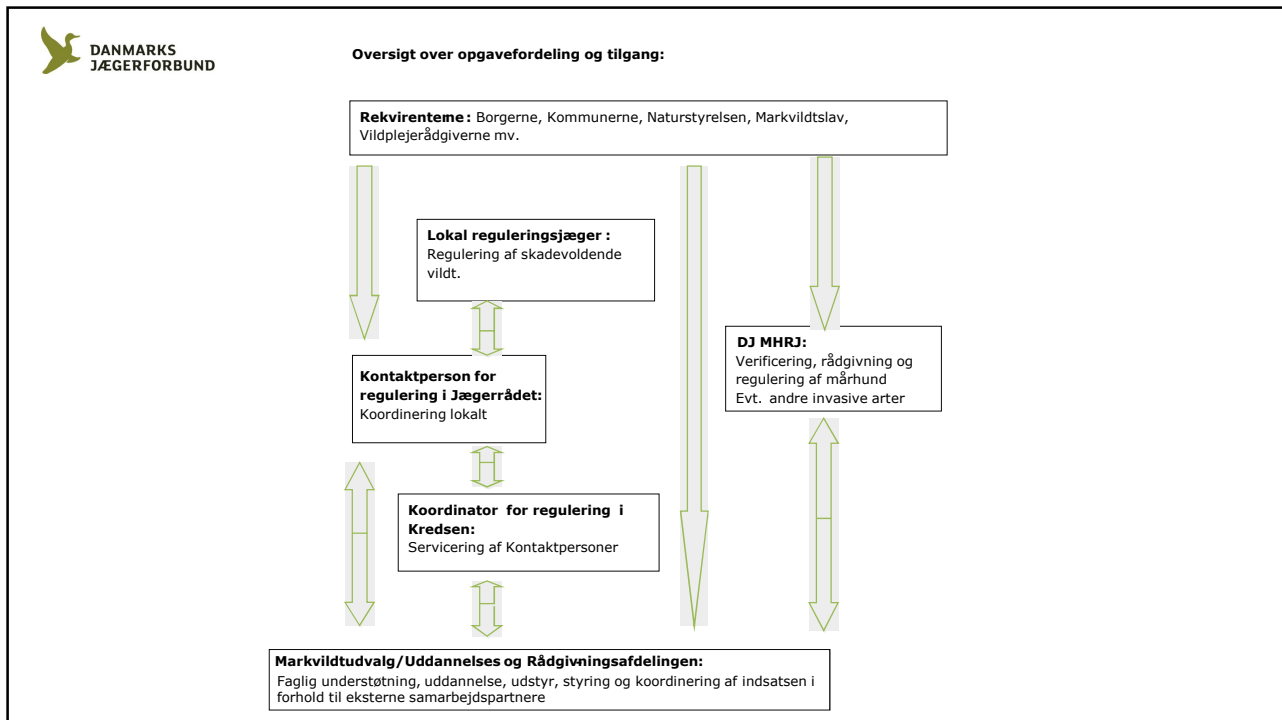 DANMARKS
JÆGERFORBUND
Oversigt over opgavefordeling og tilgang:
Rekvirenterne : Borgerne, Kommunerne, Naturstyrelsen, Markvildtslav,
Vildplejerådgiverne mv.
Lokal reguleringsjæger :
Regulering af skadevoldende
vildt.
DJ MHRJ:
Verificering, rådgivning og
regulering af mårhund
Evt. andre invasive arter
Kontaktperson for
regulering i Jægerrådet:
Koordinering lokalt
Koordinator for regulering i
Kredsen:
Servicering af Kontaktpersoner
Markvildtudvalg/Uddannelses og Rådgivningsafdelingen:
Faglig understøtning, uddannelse, udstyr, styring og koordinering af indsatsen i
forhold til eksterne samarbejdspartnere